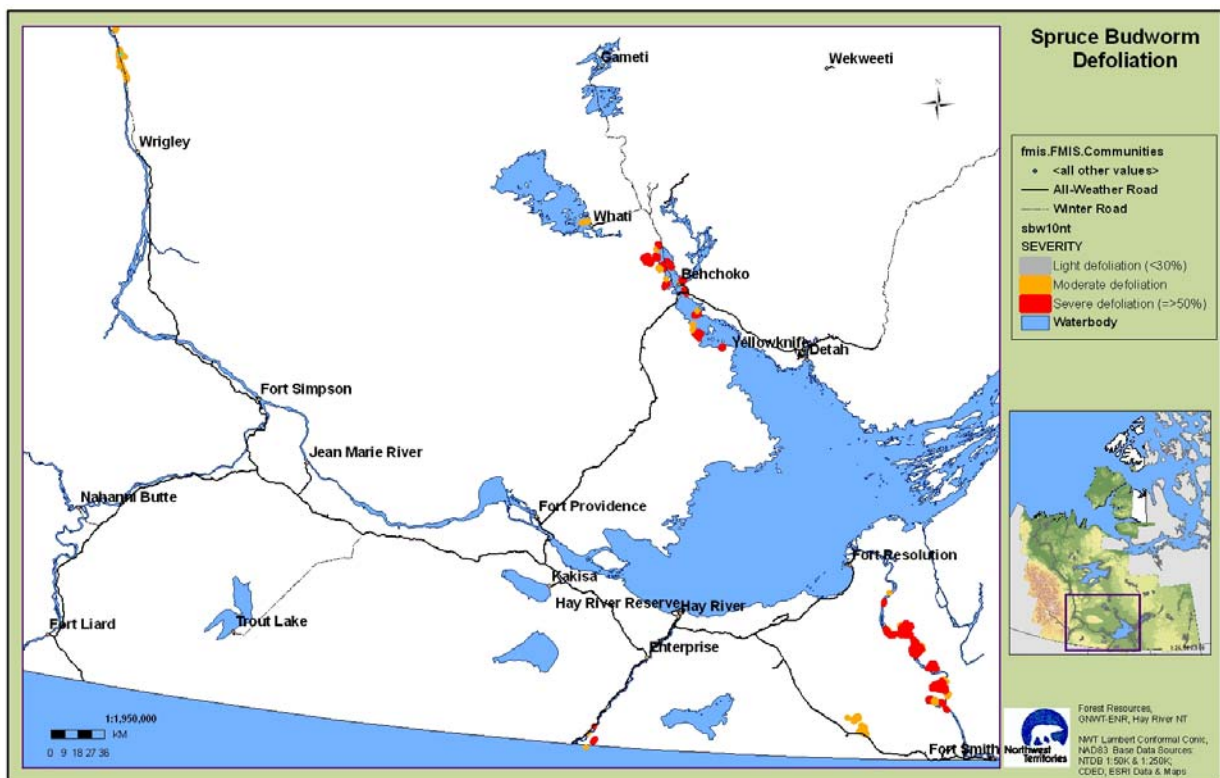 Spruce Budworm
Defoliation
fmis.FMIS.Communities
<all other values>
All-Weather Road
Winter Road
sbw10nt
SEVERITY
Light defoliation (<30%)
Moderate defoliation
Severe defoliation (=>50%)
Waterbody
Gameti
Wekweeti
N
Wrigley
Whati
Behchoko
Yellowknife
Detah
Fort Simpson
Jean Marie River
Nahanni Butte
Fort Providence
Fort Resolution
Kakisa
Hay River Reserve
Hay River
Trout Lake
Fort Liard
Enterprise
Fort Smith
1:1,950,000
KM
0 9 18 27 36
Northwest
Territories
Forest Resources,
GNWT-ENR, Hay River NT
NWT Lambert Conformal Conic,
NAD83 Base Data Sources:
NTDB 1:50K & 1:250K;
CDED, ESRI Data & Maps